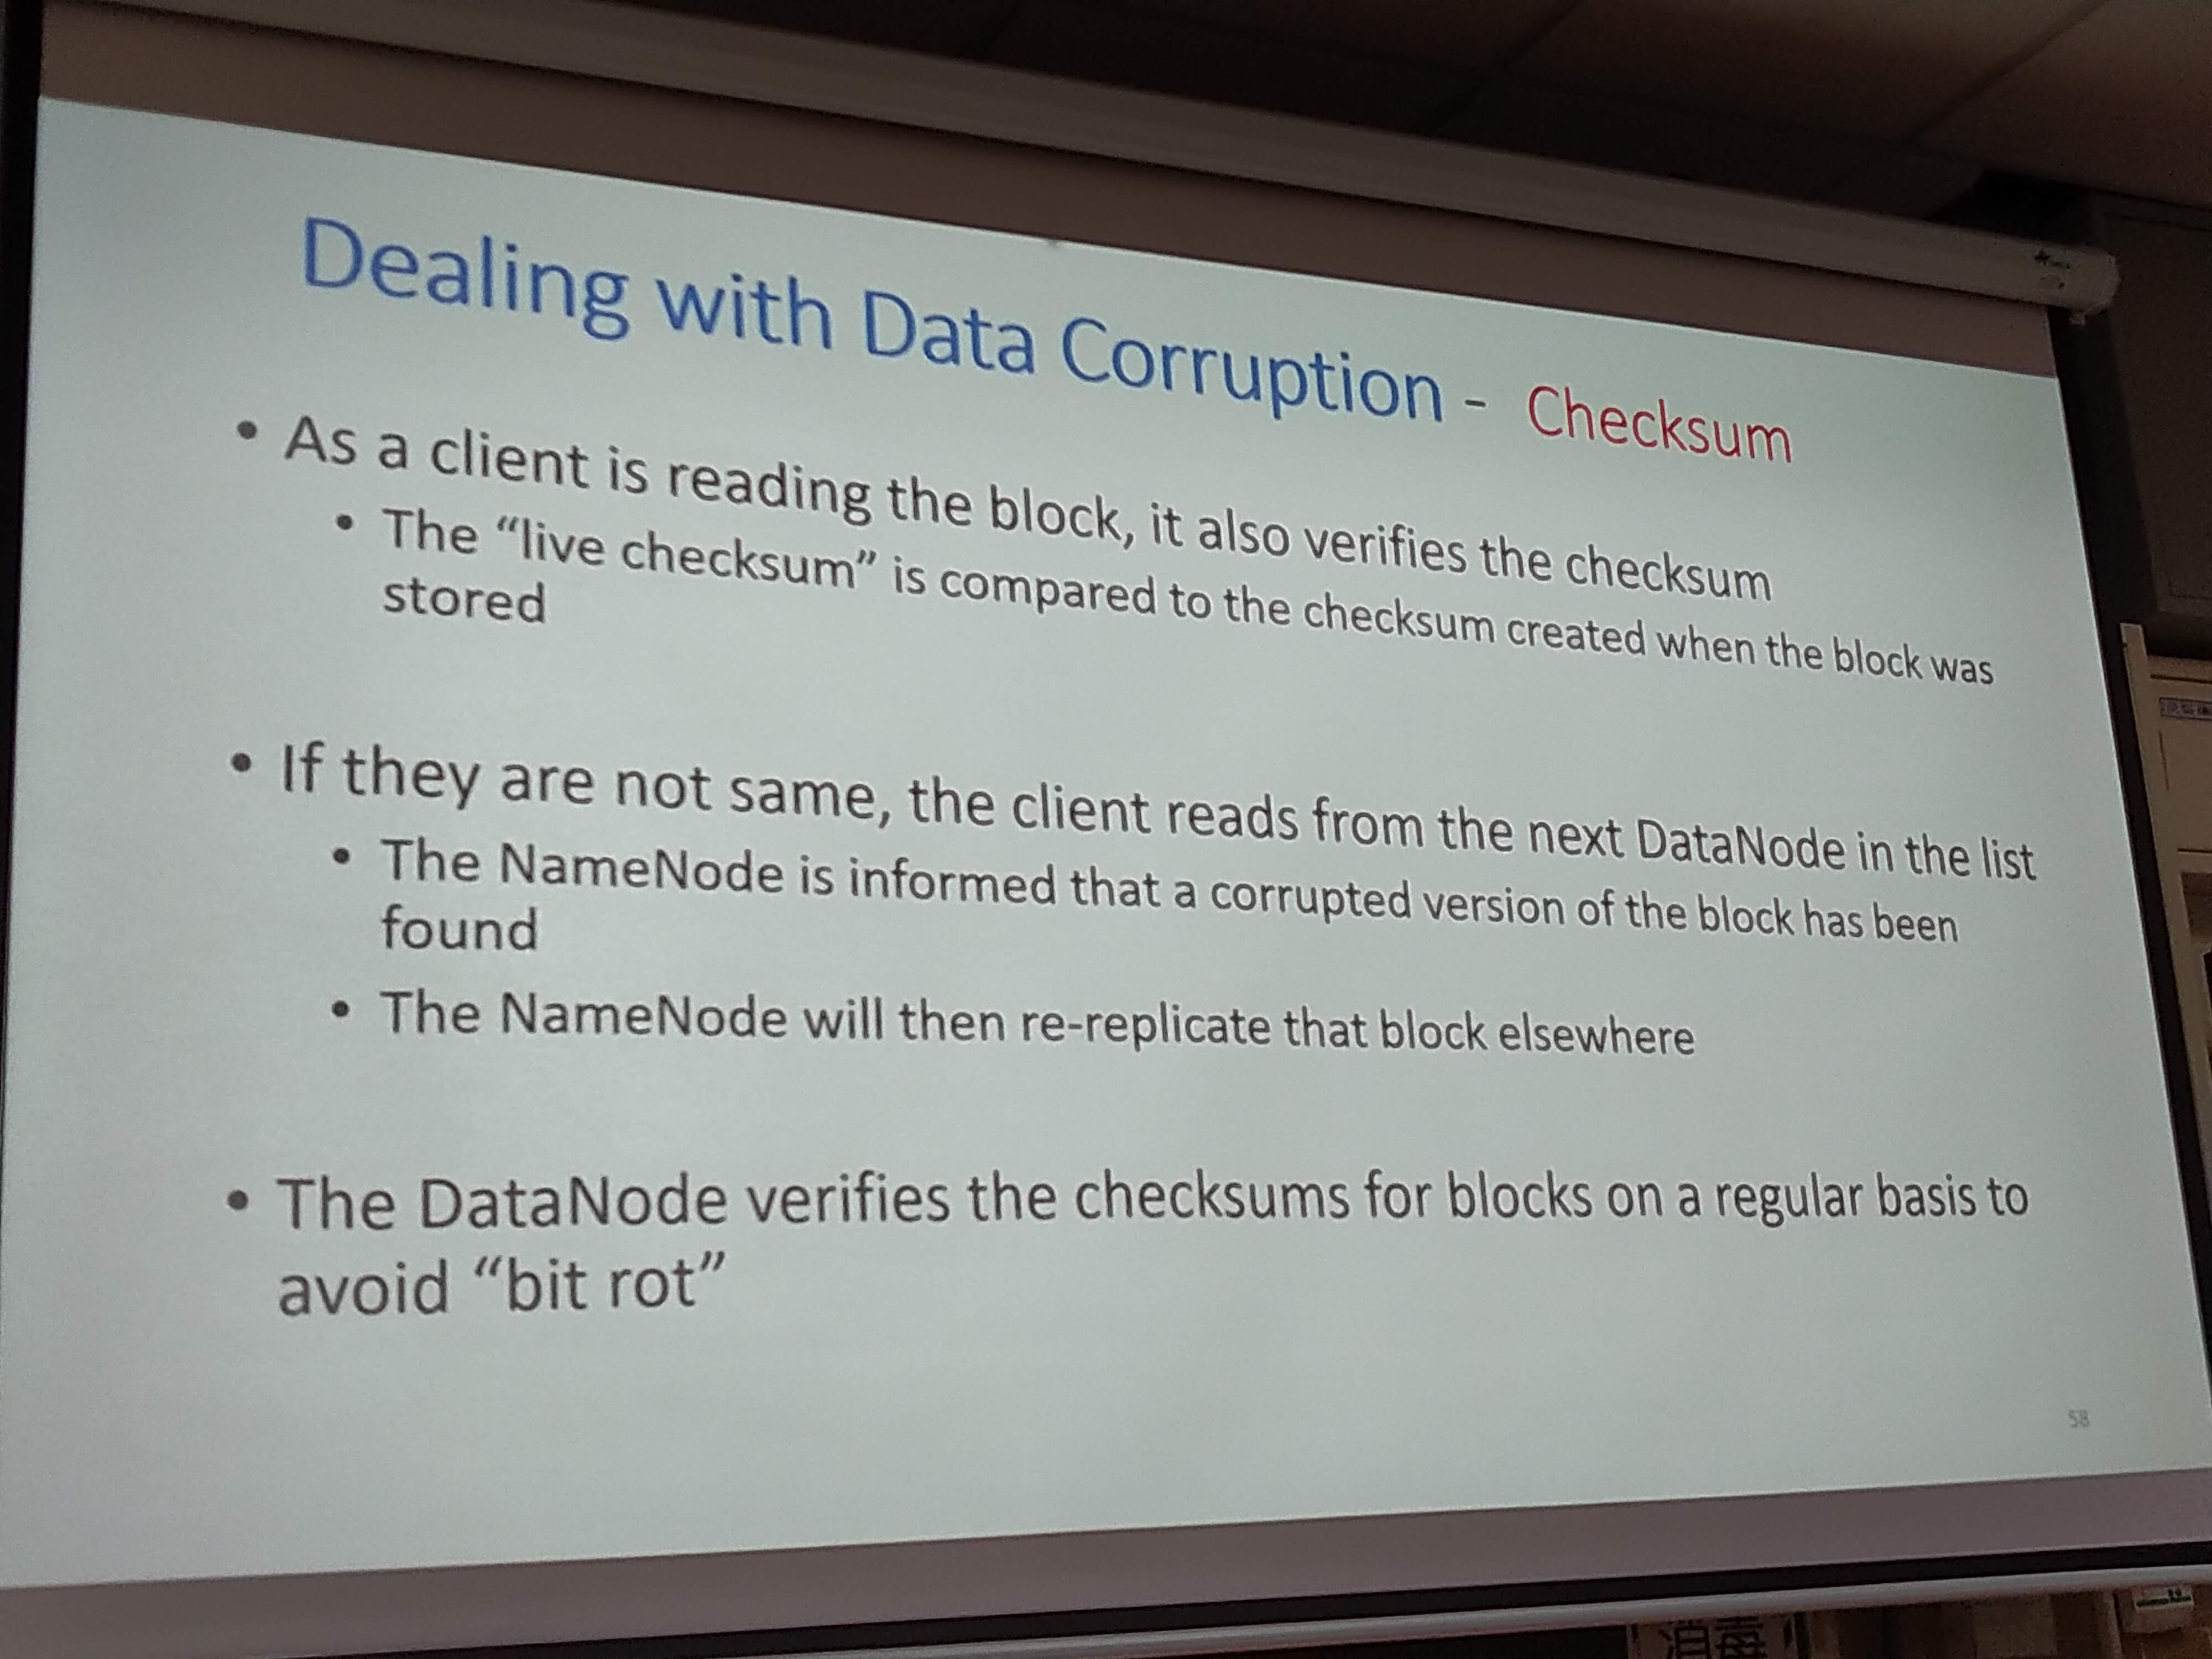 Dealing with Data Corruption - Checksum
• As a client is reading the block, it also verifies the checksum
• The “live checksum” is compared to the checksum created when the block was
stored
• If they are not same, the client reads from the next DataNode in the list
• The NameNode is informed that a corrupted version of the block has been
found
• The NameNode will then re-replicate that block elsewhere
• The DataNode verifies the checksums for blocks on a regular basis to
avoid “bit rot”
58
消毒